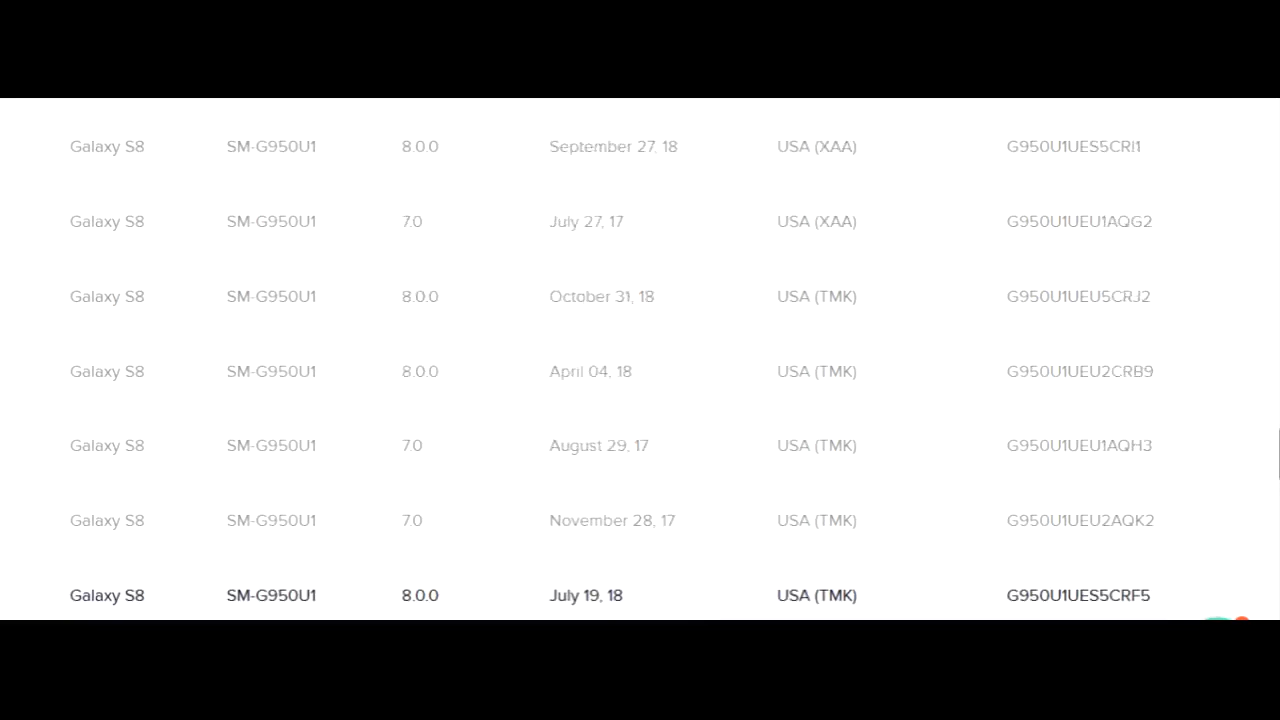 Galaxy S8 SM-G950U1 8.0.0 September 27, 18 USA (XAA) G950U1UES5CRI1
Galaxy S8 SM-G950U1 7.0 July 27, 17 USA (XAA) G950U1UEU1AQG2
Galaxy S8 SM-G950U1 8.0.0 October 31, 18 USA (TMK) G950U1UEU5CRJ2
Galaxy S8 SM-G950U1 8.0.0 April 04, 18 USA (TMK) G950U1UEU2CRB9
Galaxy S8 SM-G950U1 7.0 August 29, 17 USA (TMK) G950U1UEU1AQH3
Galaxy S8 SM-G950U1 7.0 November 28, 17 USA (TMK) G950U1UEU2AQK2
Galaxy S8 SM-G950U1 8.0.0 July 19, 18 USA (TMK) G950U1UES5CRF5